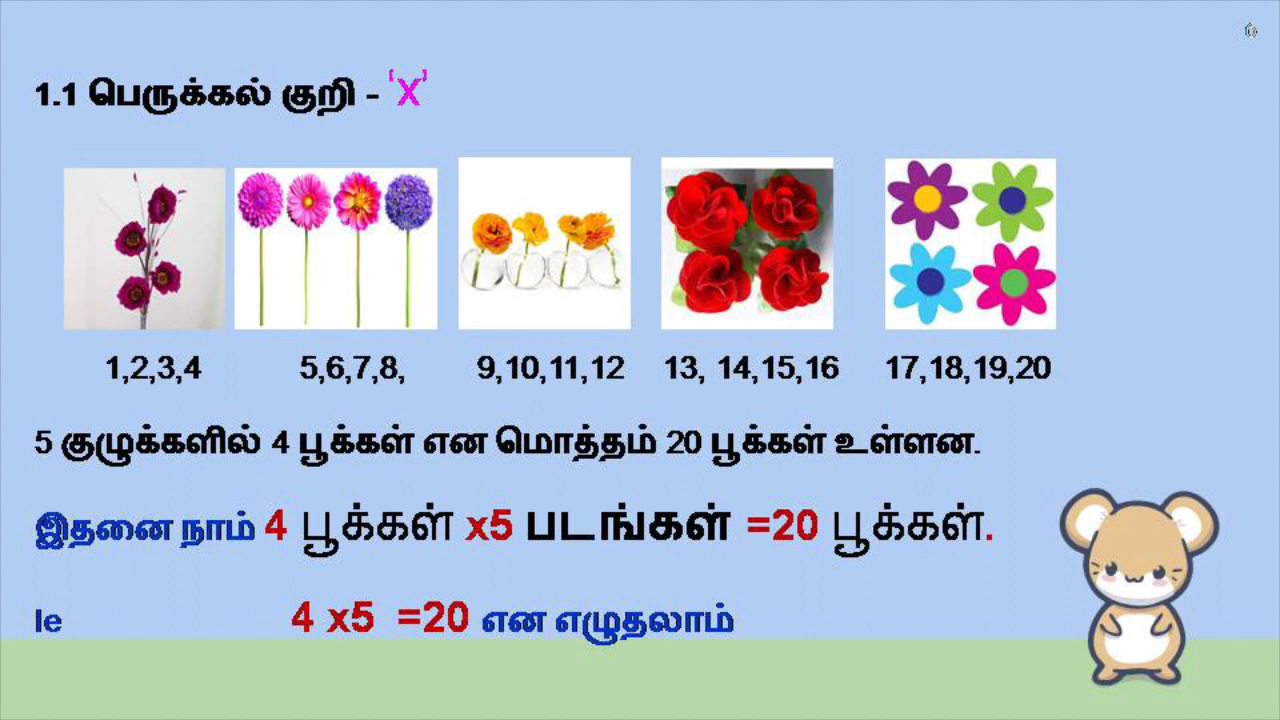 1.1 பெருக்கல் குறி - ‘x’
1,2,3,4 5,6,7,8, 9,10,11,12 13, 14,15,16 17,18,19,20
5 குழுக்களில் 4 பூக்கள் என மொத்தம் 20 பூக்கள் உள்ளன.
இதனை நாம் 4 பூக்கள் x5 படங்கள் =20 பூக்கள்.
Ie 4 x5 =20 என எழுதலாம்